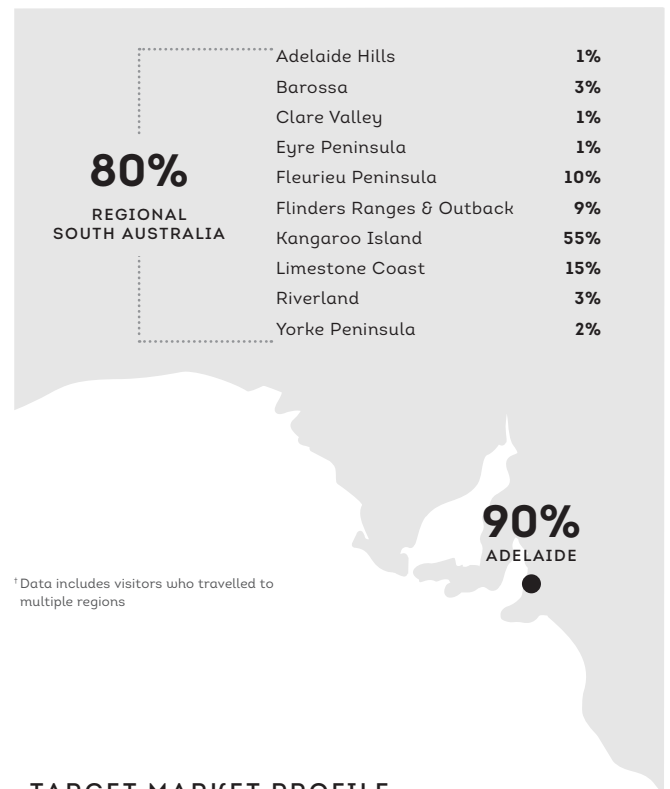 Adelaide Hills 1%
Barossa 3%
Clare Valley 1%
Eyre Peninsula 1%
Fleurieu Peninsula 10%
Flinders Ranges & Outback 9%
Kangaroo Island 55%
Limestone Coast 15%
Riverland 3%
Yorke Peninsula 2%
80%
REGIONAL
SOUTH AUSTRALIA
90%
ADELAIDE
†Data includes visitors who travelled to
multiple regions
TARGET MARKET PROFILE